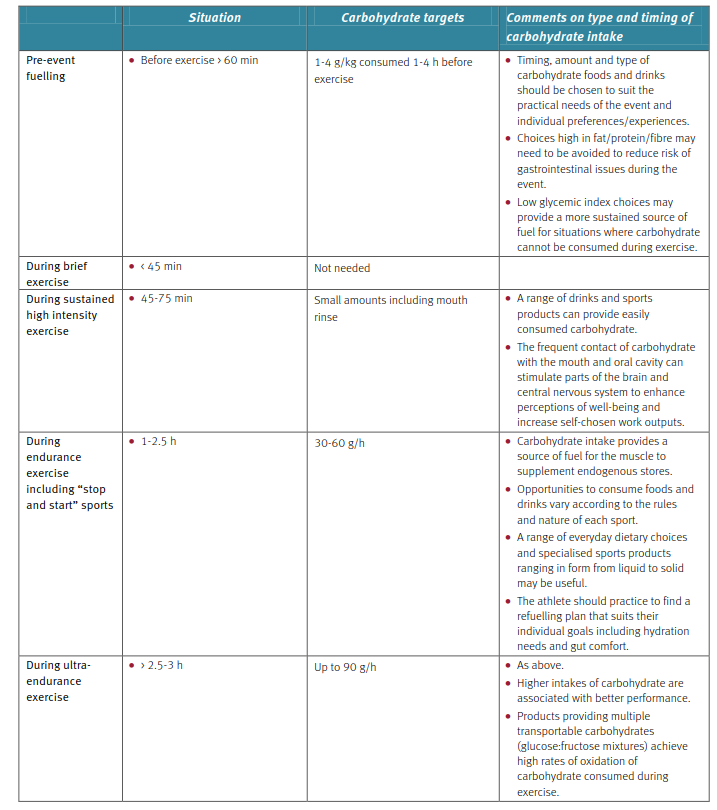 Situation
Carbohydrate targets
Comments on type and timing of
carbohydrate intake
Pre-event
fuelling
• Before exercise > 60 min
1-4 g/kg consumed 1-4 h before
exercise
• Timing, amount and type of
carbohydrate foods and drinks
should be chosen to suit the
practical needs of the event and
individual preferences/experiences.
• Choices high in fat/protein/fibre may
need to be avoided to reduce risk of
gastrointestinal issues during the
event.
• Low glycemic index choices may
provide a more sustained source of
fuel for situations where carbohydrate
cannot be consumed during exercise.
During brief
exercise
• < 45 min
Not needed
During sustained
high intensity
exercise
• 45-75 min
Small amounts including mouth
rinse
• A range of drinks and sports
products can provide easily
consumed carbohydrate.
• The frequent contact of carbohydrate
with the mouth and oral cavity can
stimulate parts of the brain and
central nervous system to enhance
perceptions of well-being and
increase self-chosen work outputs.
During
endurance
exercise
including “stop
and start” sports
• 1-2.5 h
30-60 g/h
• Carbohydrate intake provides a
source of fuel for the muscle to
supplement endogenous stores.
• Opportunities to consume foods and
drinks vary according to the rules
and nature of each sport.
• A range of everyday dietary choices
and specialised sports products
ranging in form from liquid to solid
may be useful.
• The athlete should practice to find a
refuelling plan that suits their
individual goals including hydration
needs and gut comfort.
During ultra-
endurance
exercise
• > 2.5-3 h
Up to 90 g/h
• As above.
• Higher intakes of carbohydrate are
associated with better performance.
• Products providing multiple
transportable carbohydrates
(glucose:fructose mixtures) achieve
high rates of oxidation of
carbohydrate consumed during
exercise.